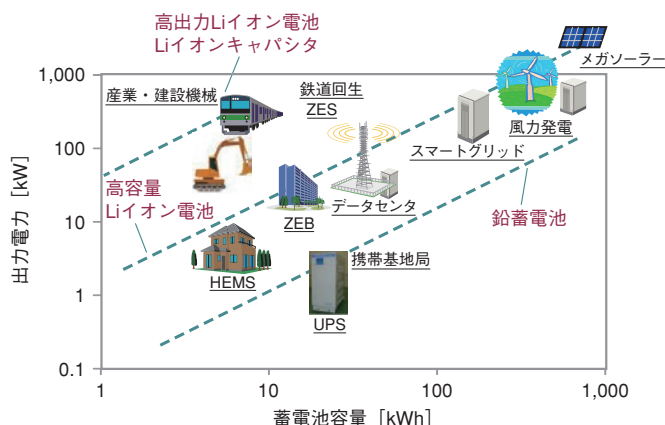 高出力Liイオン電池
Liイオンキャパシタ
メガソーラー
1,000
産業・建設機械
鉄道回生
ZES
風力発電
100
スマートグリッド
高容量
Liイオン電池
データセンタ
鉛蓄電池
ZEB
10
携帯基地局
HEMS
1
UPS
0.1
出力電力［kW］
1
10
100
1,000
蓄電池容量［kWh］